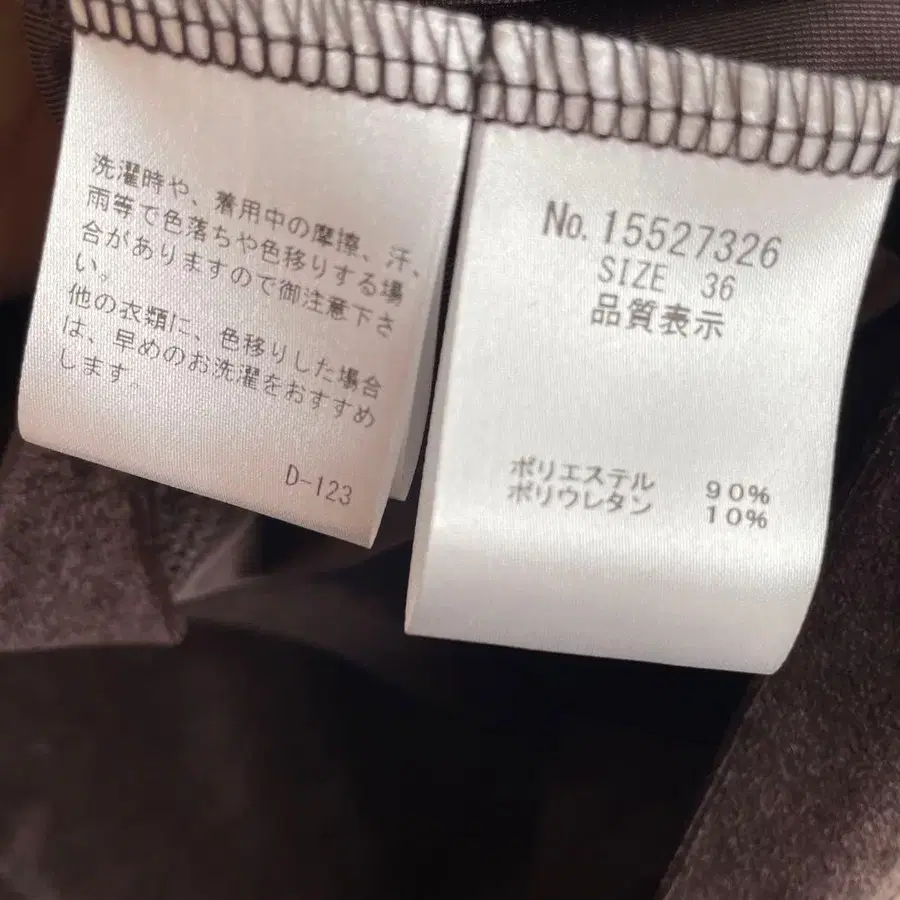 洗濯時や、着用中の摩擦、汗、
雨等で色落ちや色移りする場
合がありますので御注意下さ
い。
他の衣類に、色移りした場合
は、早めのお洗濯をおすすめ
します。
D-123
No. 15527326
SIZE 36
品質表示
ポリエステル 90%
ポリウレタン 10%